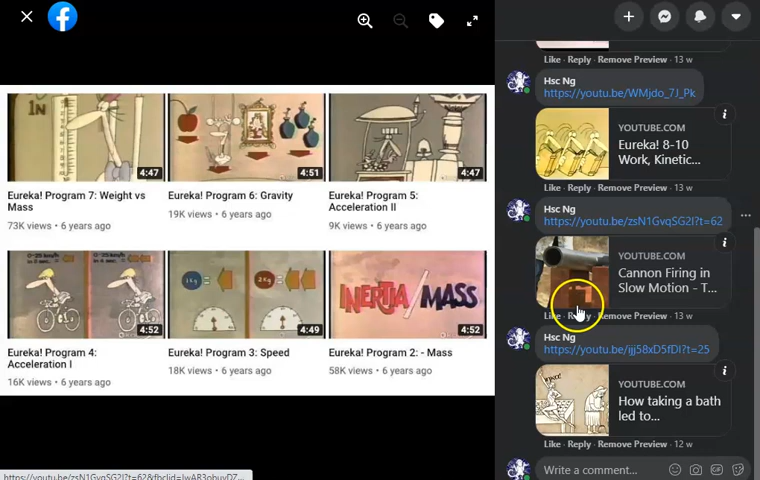 1N
4:47
4:51
4:47
Eureka! Program 7: Weight vs
Mass
73K views • 6 years ago
Eureka! Program 6: Gravity
19K views • 6 years ago
Eureka! Program 5:
Acceleration II
9K views • 6 years ago
4:52
1Kg
2Kg
4:49
INERTIA/MASS
4:52
Eureka! Program 4:
Acceleration I
16K views • 6 years ago
Eureka! Program 3: Speed
18K views • 6 years ago
Eureka! Program 2: - Mass
58K views • 6 years ago
Like · Reply · Remove Preview · 13 w
Hsc Ng
https://youtu.be/WMjdo_7J_Pk
YOUTUBE.COM
Eureka! 8-10
Work, Kinetic...
Like · Reply · Remove Preview · 13 w
Hsc Ng
https://youtu.be/zsN1GvqSG2I?t=62
YOUTUBE.COM
Cannon Firing in
Slow Motion - T...
Like · Reply · Remove Preview · 13 w
Hsc Ng
https://youtu.be/ijj58xD5fDI?t=25
YOUTUBE.COM
How taking a bath
led to...
Like · Reply · Remove Preview · 12 w
Write a comment...
GIF